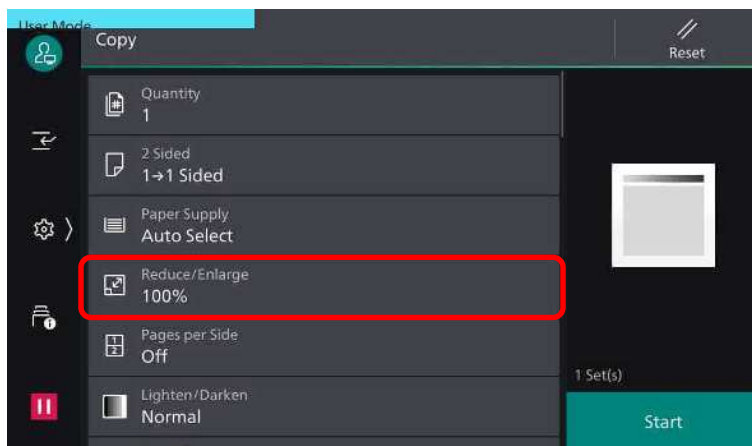 User Mode
Copy
Reset
Quantity
1
2 Sided
1→1 Sided
Paper Supply
Auto Select
Reduce/Enlarge
100%
Pages per Side
Off
Lighten/Darken
Normal
1 Set(s)
Start